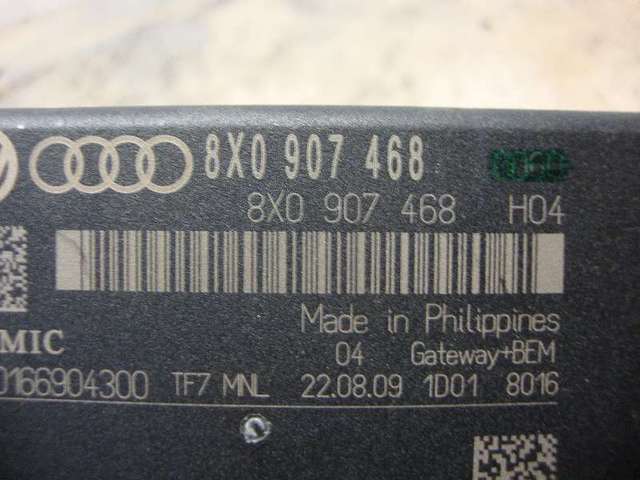 8X0 907 468
8X0 907 468 H04
Made in Philippines
MIC
04 Gateway+BEM
0166904300 TF7 MNL 22.08.09 1D01 8016